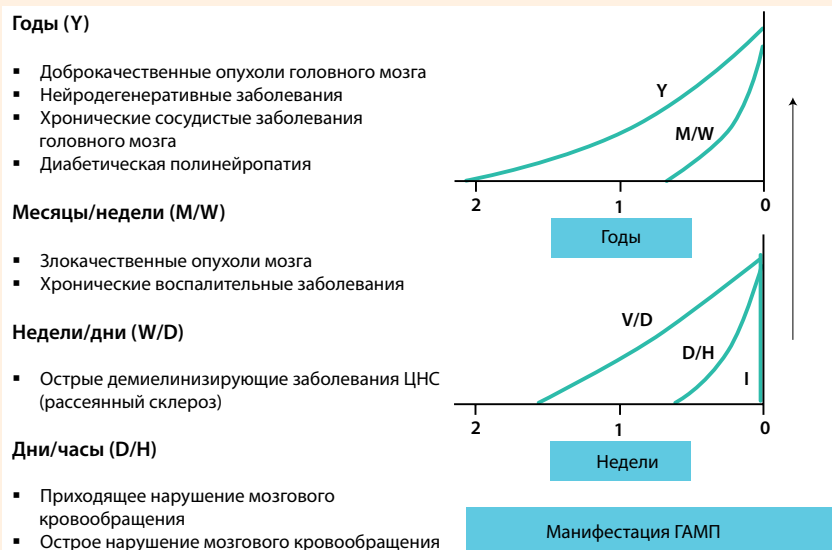 Годы (Y)
▪ Доброкачественные опухоли головного мозга
▪ Нейродегенеративные заболевания
▪ Хронические сосудистые заболевания
головного мозга
▪ Диабетическая полинейропатия
Месяцы/недели (M/W)
▪ Злокачественные опухоли мозга
▪ Хронические воспалительные заболевания
Недели/дни (W/D)
▪ Острые демиелинизирующие заболевания ЦНС
(рассеянный склероз)
Дни/часы (D/H)
▪ Приходящее нарушение мозгового
кровообращения
▪ Острое нарушение мозгового кровообращения
Y
M/W
2 1 0
Годы
V/D
D/H
I
2 1 0
Недели
Манифестация ГАМП